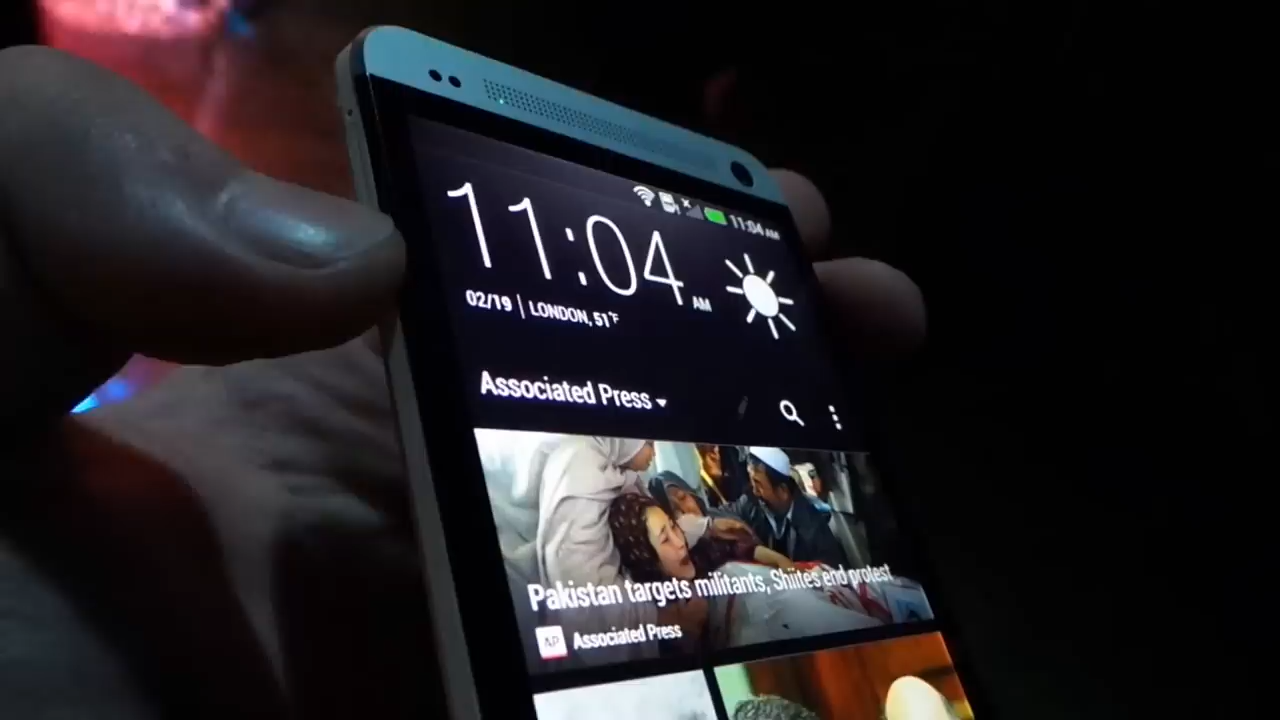 11:04 AM
11:04 AM
02/19 | LONDON, 51°F
Associated Press
Pakistan targets militants, Shiites end protest
AP Associated Press